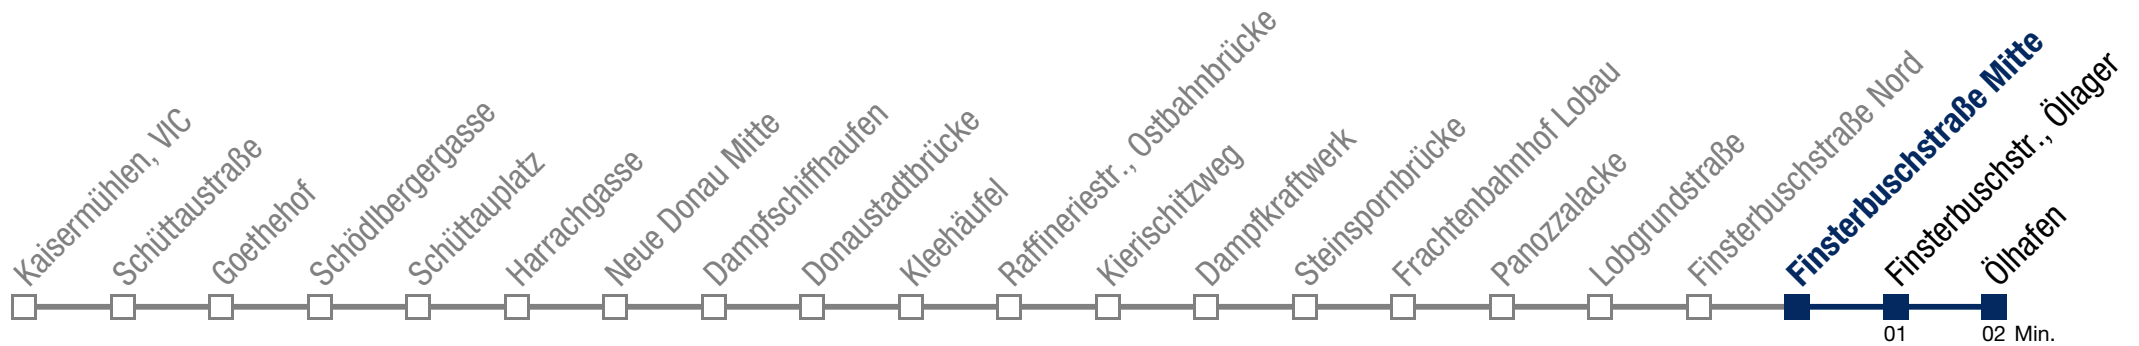 Kaisermühlen, VIC
Schüttaustraße
Goethehof
Schödlbergergasse
Schüttauplatz
Harrachgasse
Neue Donau Mitte
Dampfschiffhaufen
Donaustadtbrücke
Kleehäufel
Raffineriestr., Ostbahnbrücke
Kierischitzweg
Dampfkraftwerk
Steinspornbrücke
Frachtenbahnhof Lobau
Panozzalacke
Lobgrundstraße
Finsterbuschstraße Nord
Finsterbuschstraße Mitte
Finsterbuschstr., Öllager
Ölhafen
01 02 Min.